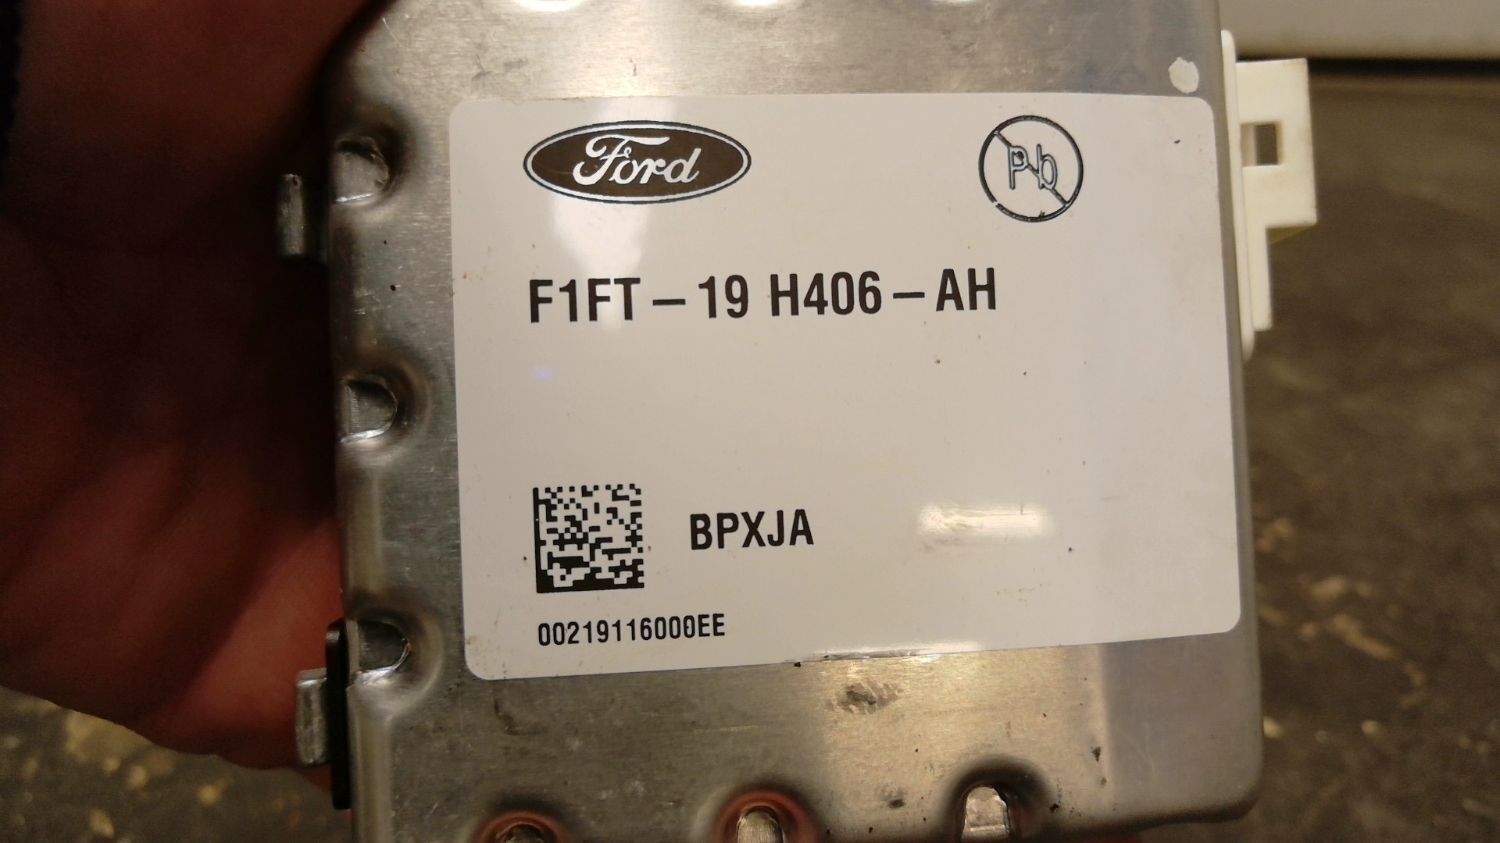 Ford
Pb
F1FT-19 H406-AH
BPXJA
00219116000EE